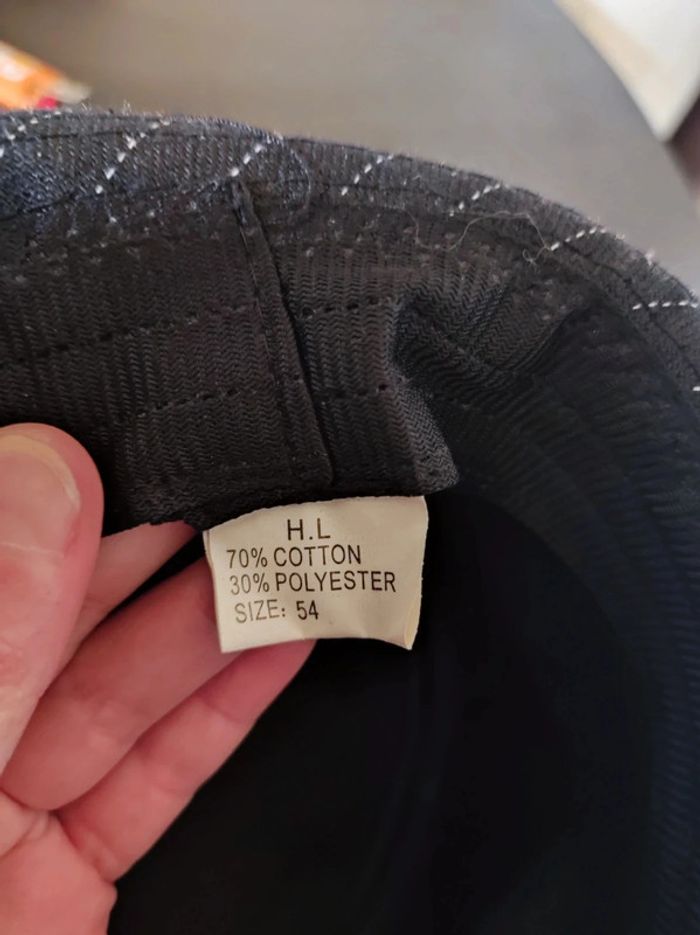 H.L
70% COTTON
30% POLYESTER
SIZE: 54